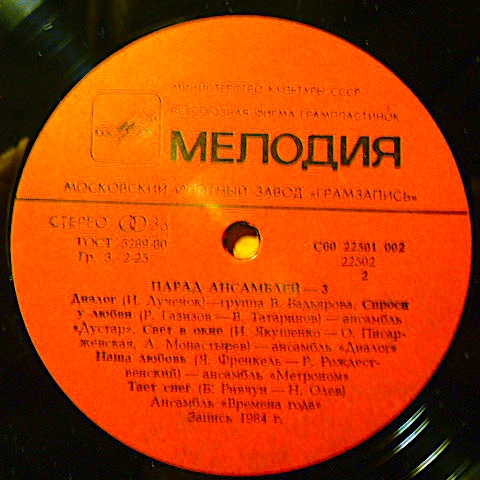 МИНИСТЕРСТВО КУЛЬТУРЫ СССР
ВСЕСОЮЗНАЯ ФИРМА ГРАМПЛАСТИНОК
МЕЛОДИЯ
МОСКОВСКИЙ ОПЫТНЫЙ ЗАВОД «ГРАМЗАПИСЬ»
СТЕРЕО
ГОСТ 5289-80
Гр. 3. 2-25
С60 22501 002
22502
2
ПАРАД АНСАМБЛЕЙ — 3
Диалог (И. Лученок)—группа В. Вадьярова. Спроси
у любви (Р. Газизов — В. Татаринов) — ансамбль
«Дустар». Свет в окне (И. Якушенко — О. Писар-
жевская, А. Монастырев) — ансамбль «Диалог»
Наша любовь (Я. Френкель — Р. Рождест-
венский) — ансамбль «Метроном»
Тает снег (Б. Ривчун — Н. Олев)
Ансамбль «Времена года»
Запись 1984 г.